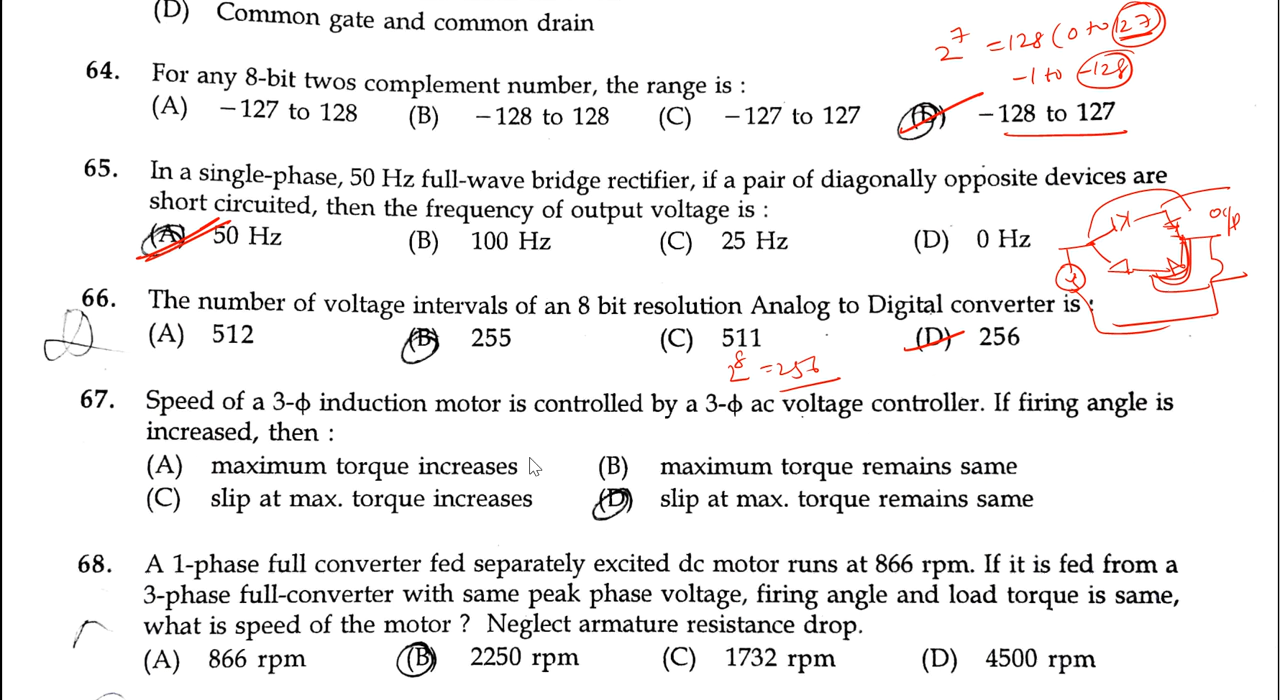 (D) Common gate and common drain
2^7 = 128 (0 to 127
-1 to -128
64. For any 8-bit twos complement number, the range is :
(A) −127 to 128 (B) −128 to 128 (C) −127 to 127 (D) −128 to 127
65. In a single-phase, 50 Hz full-wave bridge rectifier, if a pair of diagonally opposite devices are
short circuited, then the frequency of output voltage is :
(A) 50 Hz (B) 100 Hz (C) 25 Hz (D) 0 Hz
O/P
66. The number of voltage intervals of an 8 bit resolution Analog to Digital converter is :
(A) 512 (B) 255 (C) 511 (D) 256
2^8 = 256
67. Speed of a 3-ϕ induction motor is controlled by a 3-ϕ ac voltage controller. If firing angle is
increased, then :
(A) maximum torque increases (B) maximum torque remains same
(C) slip at max. torque increases (D) slip at max. torque remains same
68. A 1-phase full converter fed separately excited dc motor runs at 866 rpm. If it is fed from a
3-phase full-converter with same peak phase voltage, firing angle and load torque is same,
what is speed of the motor ? Neglect armature resistance drop.
(A) 866 rpm (B) 2250 rpm (C) 1732 rpm (D) 4500 rpm